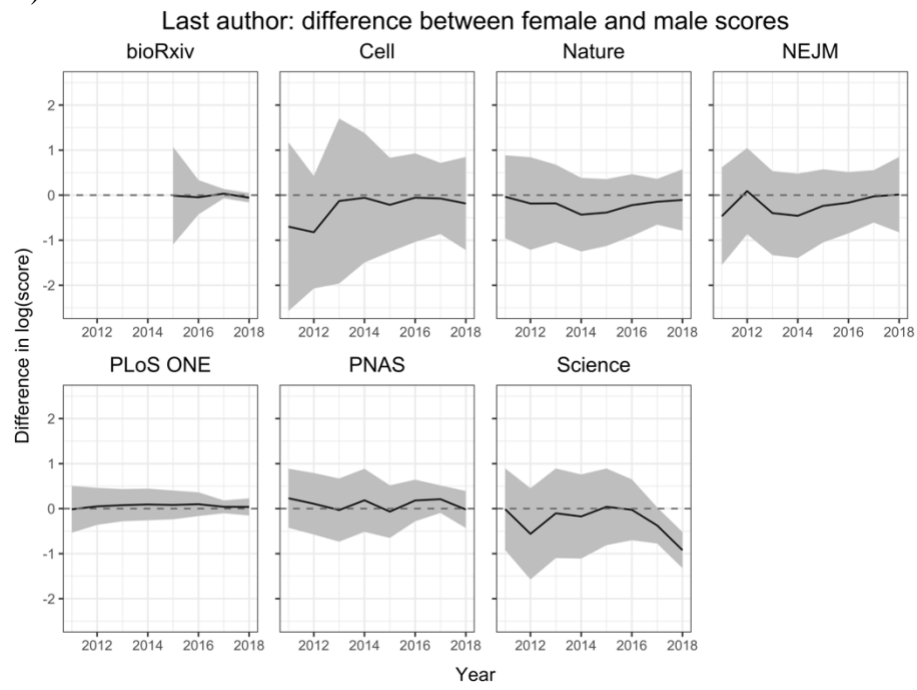 )
Last author: difference between female and male scores
bioRxiv Cell Nature NEJM
2
1
0
-1
-2
2012 2014 2016 2018 2012 2014 2016 2018 2012 2014 2016 2018 2012 2014 2016 2018
Difference in log(score)
PLoS ONE PNAS Science
2
1
0
-1
-2
2012 2014 2016 2018 2012 2014 2016 2018 2012 2014 2016 2018
Year